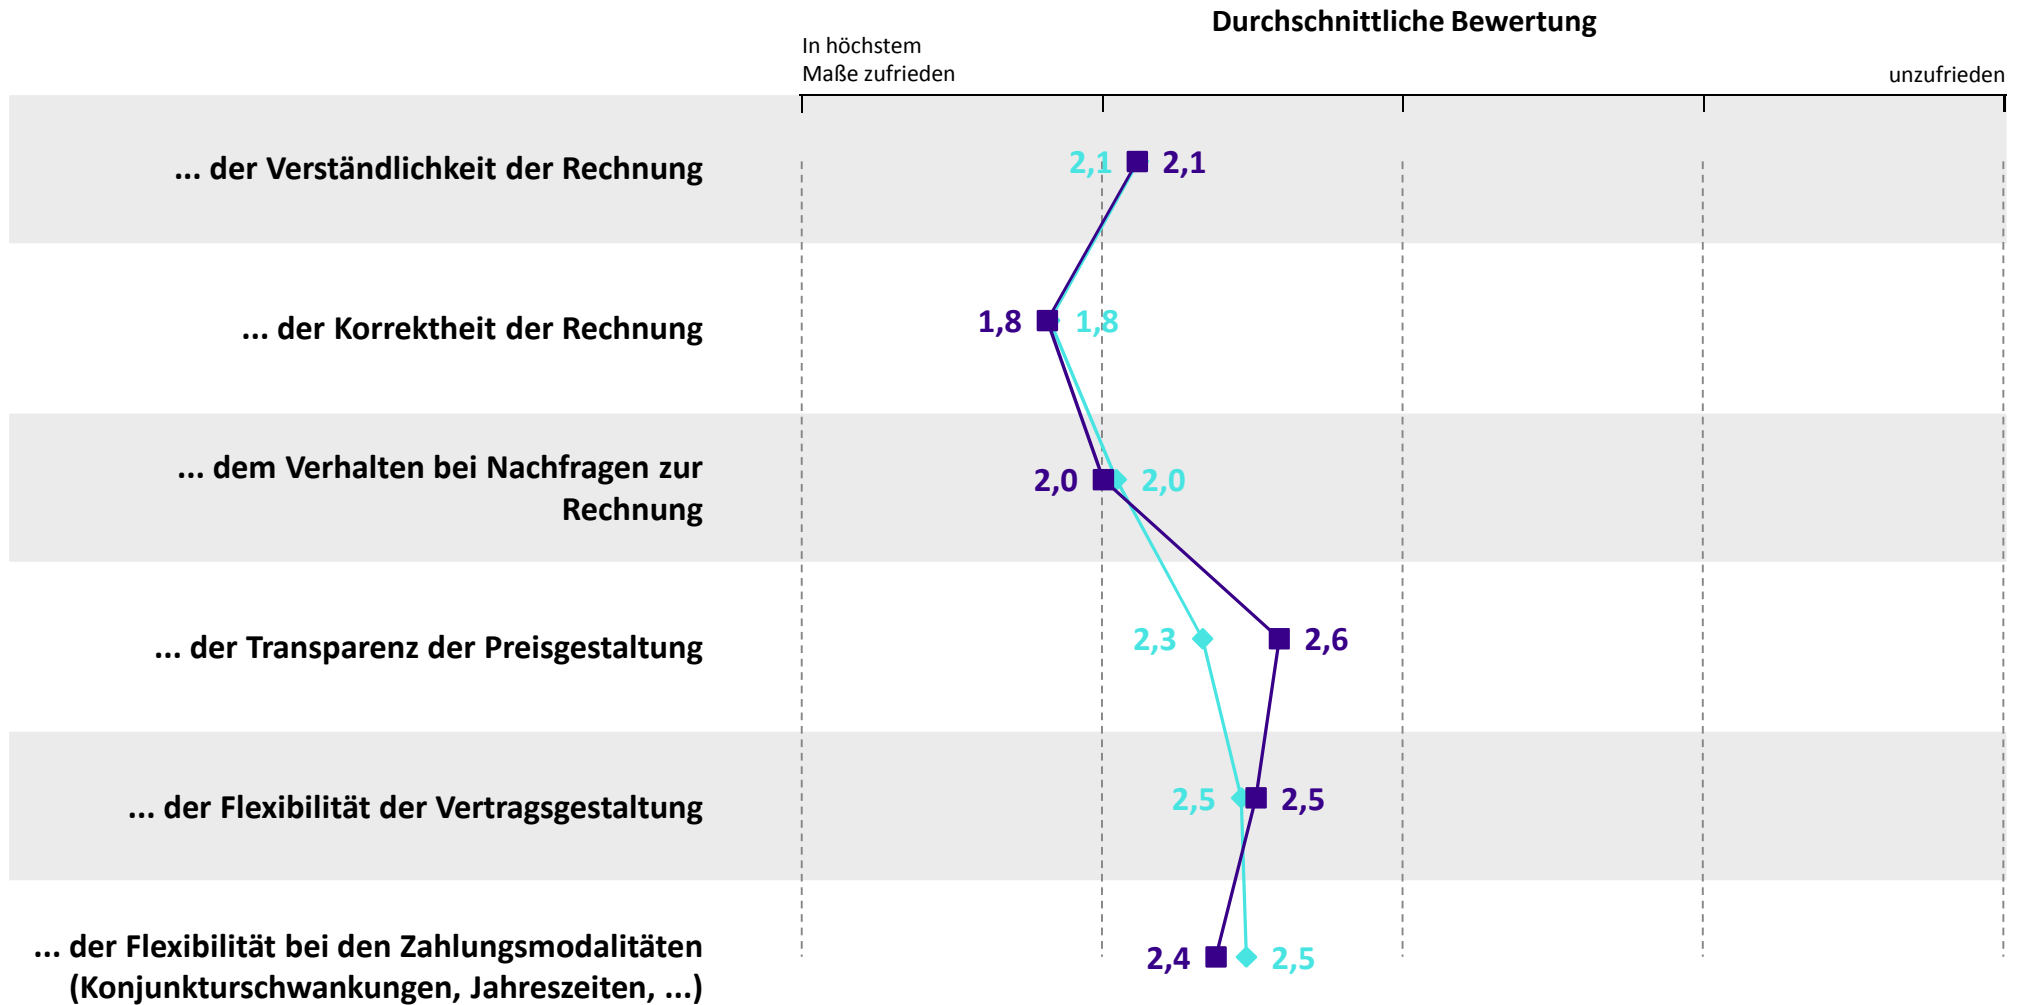 Durchschnittliche Bewertung
In höchstem
Maße zufrieden
unzufrieden
... der Verständlichkeit der Rechnung
2,1 2,1
... der Korrektheit der Rechnung
1,8 1,8
... dem Verhalten bei Nachfragen zur
Rechnung
2,0 2,0
... der Transparenz der Preisgestaltung
2,3 2,6
... der Flexibilität der Vertragsgestaltung
2,5 2,5
... der Flexibilität bei den Zahlungsmodalitäten
(Konjunkturschwankungen, Jahreszeiten, ...)
2,4 2,5